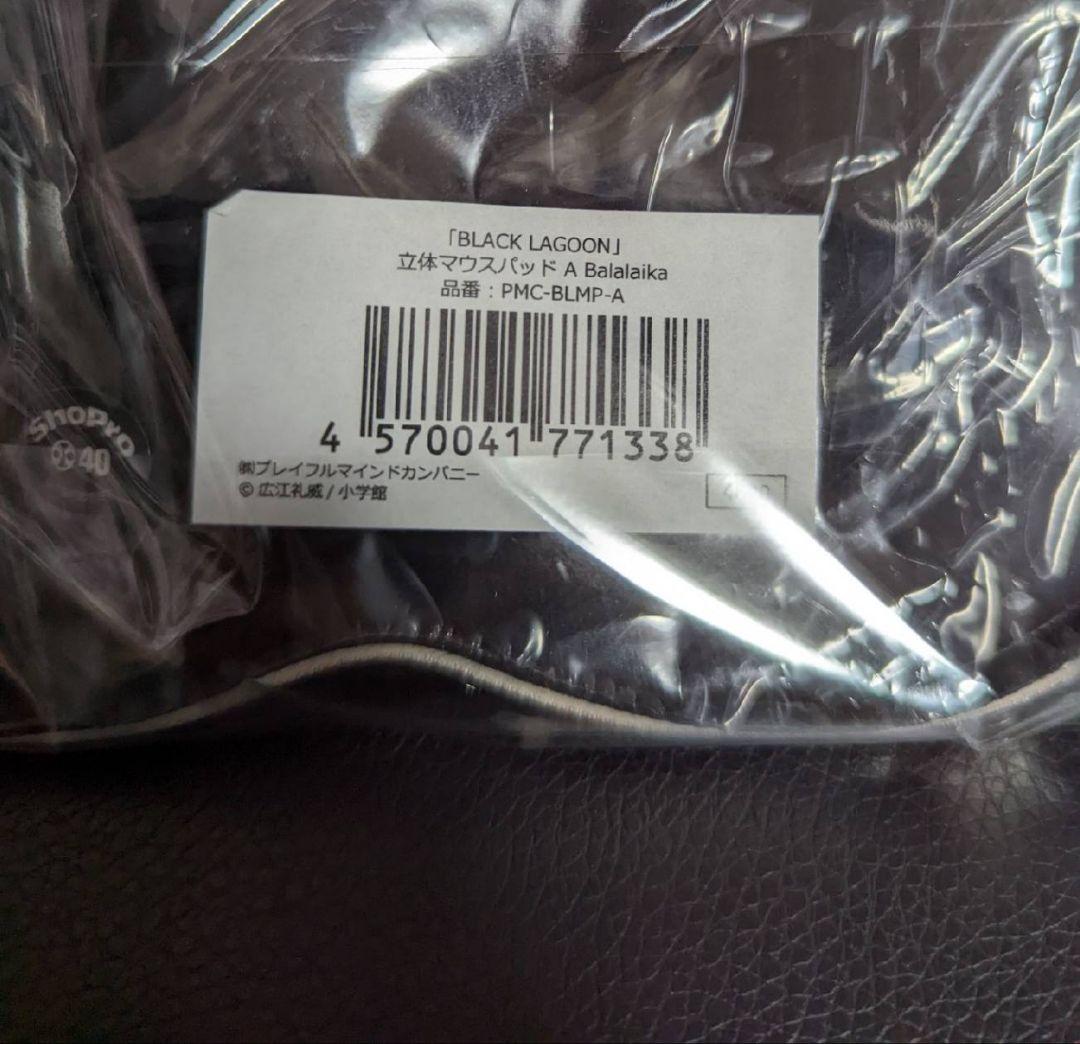 「BLACK LAGOON」
立体マウスパッド A Balalaika
品番：PMC-BLMP-A
4 570041 771338
㈱プレイフルマインドカンパニー
© 広江礼威 / 小学館
ShoPro
40